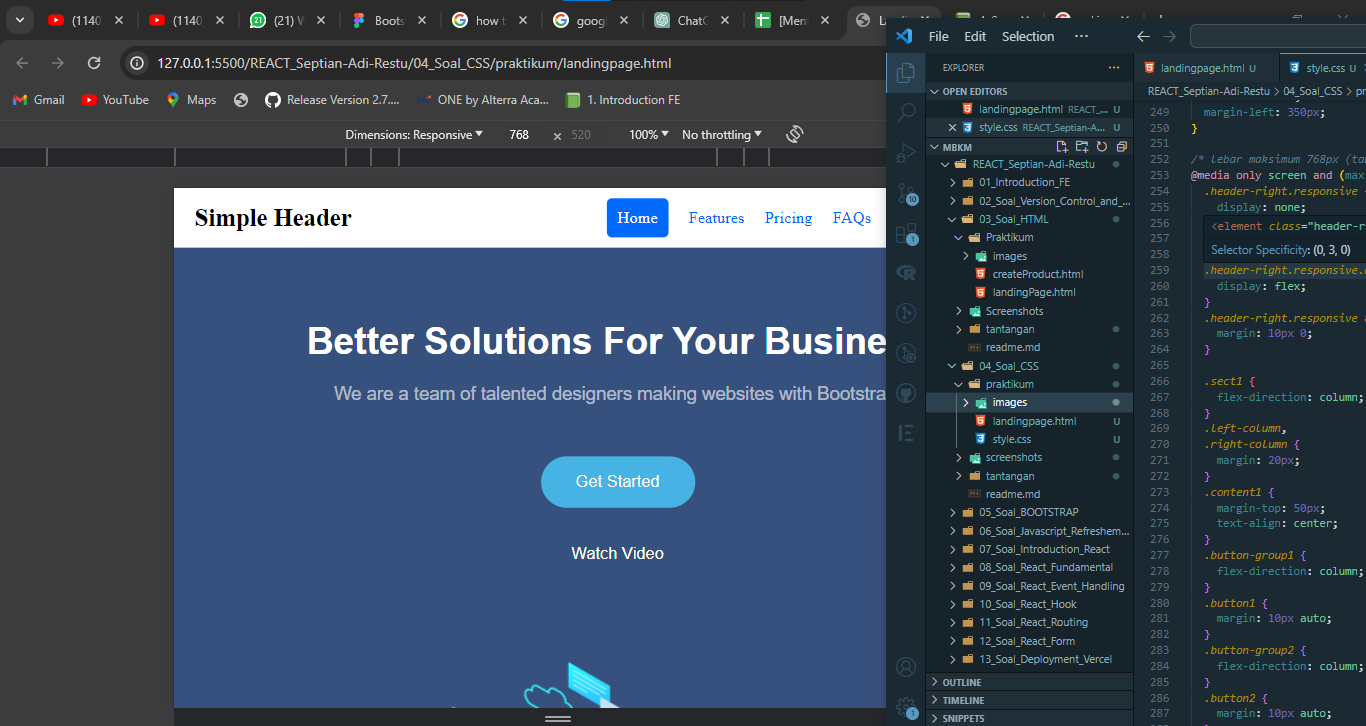 (1140
(1140
(21) W
Boots
how t
goog
ChatG
[Men
127.0.0.1:5500/REACT_Septian-Adi-Restu/04_Soal_CSS/praktikum/landingpage.html
Gmail
YouTube
Maps
Release Version 2.7....
ONE by Alterra Aca...
1. Introduction FE
Dimensions: Responsive
768
x
520
100%
No throttling
Simple Header
Home
Features
Pricing
FAQs
Better Solutions For Your Busine
We are a team of talented designers making websites with Bootstra
Get Started
Watch Video
File
Edit
Selection
···
EXPLORER
···
OPEN EDITORS
landingpage.html REACT_... U
style.css REACT_Septian-A... U
MBKM
REACT_Septian-Adi-Restu
01_Introduction_FE
02_Soal_Version_Control_and_...
03_Soal_HTML
Praktikum
images
createProduct.html
landingPage.html
Screenshots
tantangan
readme.md
04_Soal_CSS
praktikum
images
landingpage.html U
style.css U
screenshots
tantangan
readme.md
05_Soal_BOOTSTRAP
06_Soal_Javascript_Refreshem...
07_Soal_Introduction_React
08_Soal_React_Fundamental
09_Soal_React_Event_Handling
10_Soal_React_Hook
11_Soal_React_Routing
12_Soal_React_Form
13_Soal_Deployment_Vercel
OUTLINE
TIMELINE
SNIPPETS
10
1
1
landingpage.html U
style.css U
REACT_Septian-Adi-Restu > 04_Soal_CSS > pr
249 margin-left: 350px;
250 }
251
252 /* lebar maksimum 768px (ta
253 @media only screen and (max
254 .header-right.responsive
255 display: none;
256
<element class="header-r
257
Selector Specificity: (0, 3, 0)
258
259 .header-right.responsive.
260 display: flex;
261 }
262 .header-right.responsive
263 margin: 10px 0;
264 }
265
266 .sect1 {
267 flex-direction: column;
268 }
269 .left-column,
270 .right-column {
271 margin: 20px;
272 }
273 .content1 {
274 margin-top: 50px;
275 text-align: center;
276 }
277 .button-group1 {
278 flex-direction: column;
279 }
280 .button1 {
281 margin: 10px auto;
282 }
283 .button-group2 {
284 flex-direction: column;
285 }
286 .button2 {
287 margin: 10px auto;